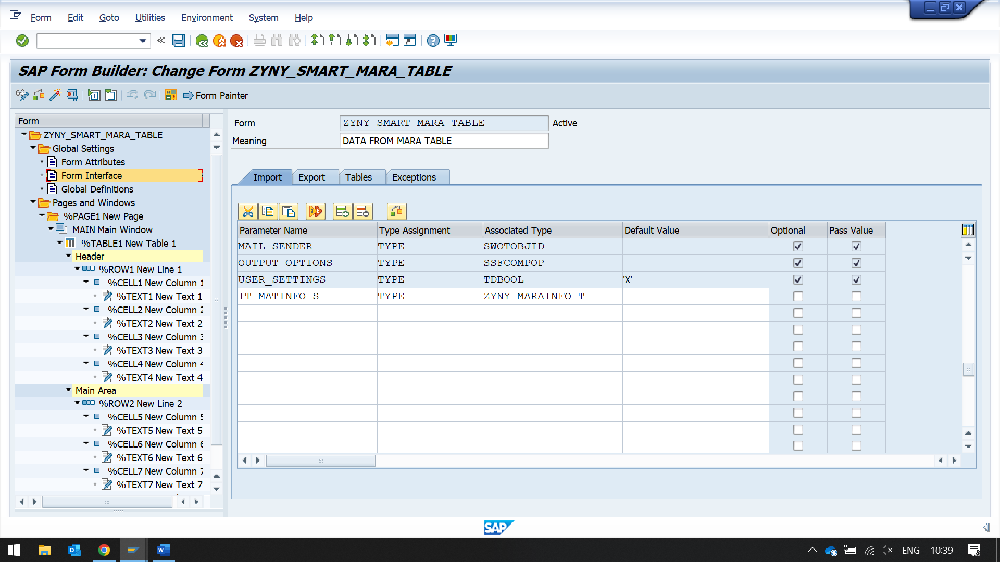 Form Edit Goto Utilities Environment System Help
SAP Form Builder: Change Form ZYNY_SMART_MARA_TABLE
Form Painter
Form
ZYNY_SMART_MARA_TABLE
Global Settings
Form Attributes
Form Interface
Global Definitions
Pages and Windows
%PAGE1 New Page
MAIN Main Window
%TABLE1 New Table 1
Header
%ROW1 New Line 1
%CELL1 New Column 1
%TEXT1 New Text 1
%CELL2 New Column 2
%TEXT2 New Text 2
%CELL3 New Column 3
%TEXT3 New Text 3
%CELL4 New Column 4
%TEXT4 New Text 4
Main Area
%ROW2 New Line 2
%CELL5 New Column 5
%TEXT5 New Text 5
%CELL6 New Column 6
%TEXT6 New Text 6
%CELL7 New Column 7
%TEXT7 New Text 7
Form ZYNY_SMART_MARA_TABLE Active
Meaning DATA FROM MARA TABLE
Import Export Tables Exceptions
Parameter Name Type Assignment Associated Type Default Value Optional Pass Value
MAIL_SENDER TYPE SWOTOBJID
OUTPUT_OPTIONS TYPE SSFCOMPOP
USER_SETTINGS TYPE TDBOOL 'X'
IT_MATINFO_S TYPE ZYNY_MARAINFO_T
SAP
ENG 10:39